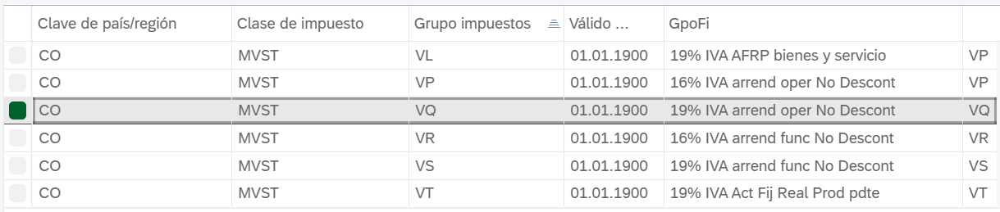 Clave de país/región Clase de impuesto Grupo impuestos Válido ... GpoFi
CO MVST VL 01.01.1900 19% IVA AFRP bienes y servicio VP
CO MVST VP 01.01.1900 16% IVA arrend oper No Descont VP
CO MVST VQ 01.01.1900 19% IVA arrend oper No Descont VQ
CO MVST VR 01.01.1900 16% IVA arrend func No Descont VR
CO MVST VS 01.01.1900 19% IVA arrend func No Descont VS
CO MVST VT 01.01.1900 19% IVA Act Fij Real Prod pdte VT